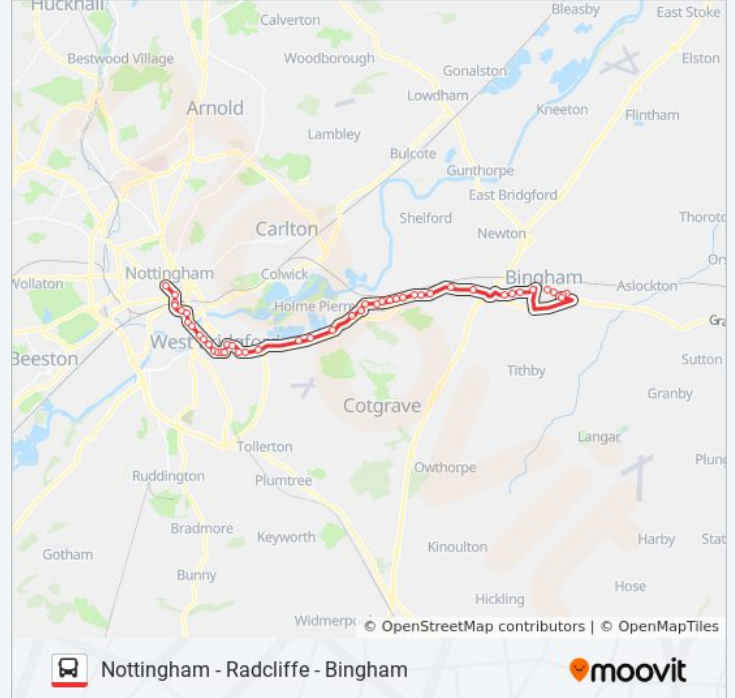 Hucknall
Bleasby
East Stoke
Calverton
Bestwood Village
Woodborough
Elston
Gonalston
Lowdham
Arnold
Kneeton
Flintham
Lambley
Bulcote
Gunthorpe
East Bridgford
Shelford
Carlton
Newton
Nottingham
Colwick
Bingham
Aslockton
Wollaton
Holme Pierre
West Bridgford
Beeston
Sutton
Tithby
Granby
Cotgrave
Langar
Tollerton
Owthorpe
Ruddington
Plumtree
Bradmore
Keyworth
Harby
Stat
Gotham
Kinoulton
Bunny
Hose
Hickling
Widmerpo
© OpenStreetMap contributors | © OpenMapTiles
Nottingham - Radcliffe - Bingham
moovit